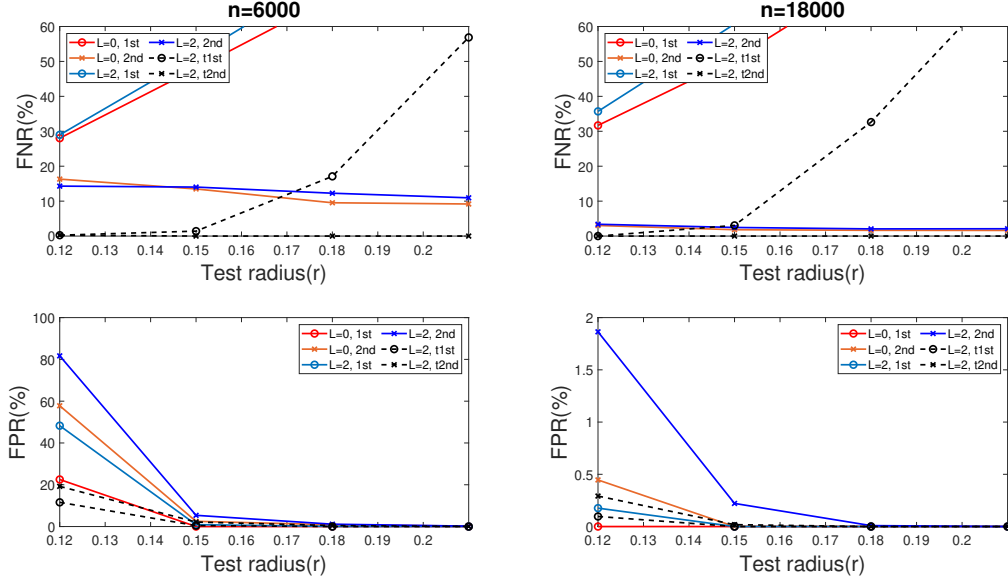 n=6000
60
50
40
30
20
10
0
FNR(%)
L=0, 1st
L=0, 2nd
L=2, 1st
L=2, 2nd
L=2, t1st
L=2, t2nd
0.12 0.13 0.14 0.15 0.16 0.17 0.18 0.19 0.2
Test radius(r)
n=18000
60
50
40
30
20
10
0
FNR(%)
L=0, 1st
L=0, 2nd
L=2, 1st
L=2, 2nd
L=2, t1st
L=2, t2nd
0.12 0.13 0.14 0.15 0.16 0.17 0.18 0.19 0.2
Test radius(r)
100
80
60
40
20
0
FPR(%)
L=0, 1st
L=0, 2nd
L=2, 1st
L=2, 2nd
L=2, t1st
L=2, t2nd
0.12 0.13 0.14 0.15 0.16 0.17 0.18 0.19 0.2
Test radius(r)
2
1.5
1
0.5
0
FPR(%)
L=0, 1st
L=0, 2nd
L=2, 1st
L=2, 2nd
L=2, t1st
L=2, t2nd
0.12 0.13 0.14 0.15 0.16 0.17 0.18 0.19 0.2
Test radius(r)